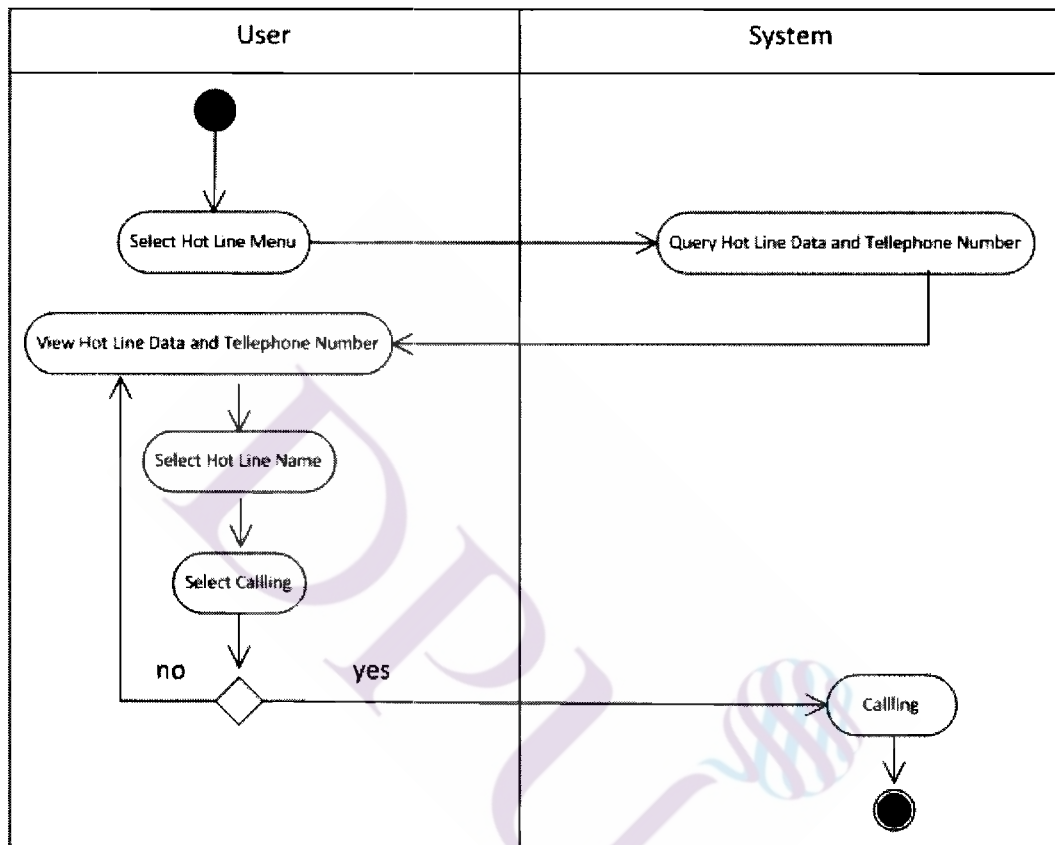 User
System
Select Hot Line Menu
Query Hot Line Data and Tellephone Number
View Hot Line Data and Tellephone Number
Select Hot Line Name
Select Callling
no
yes
Callling
DPU